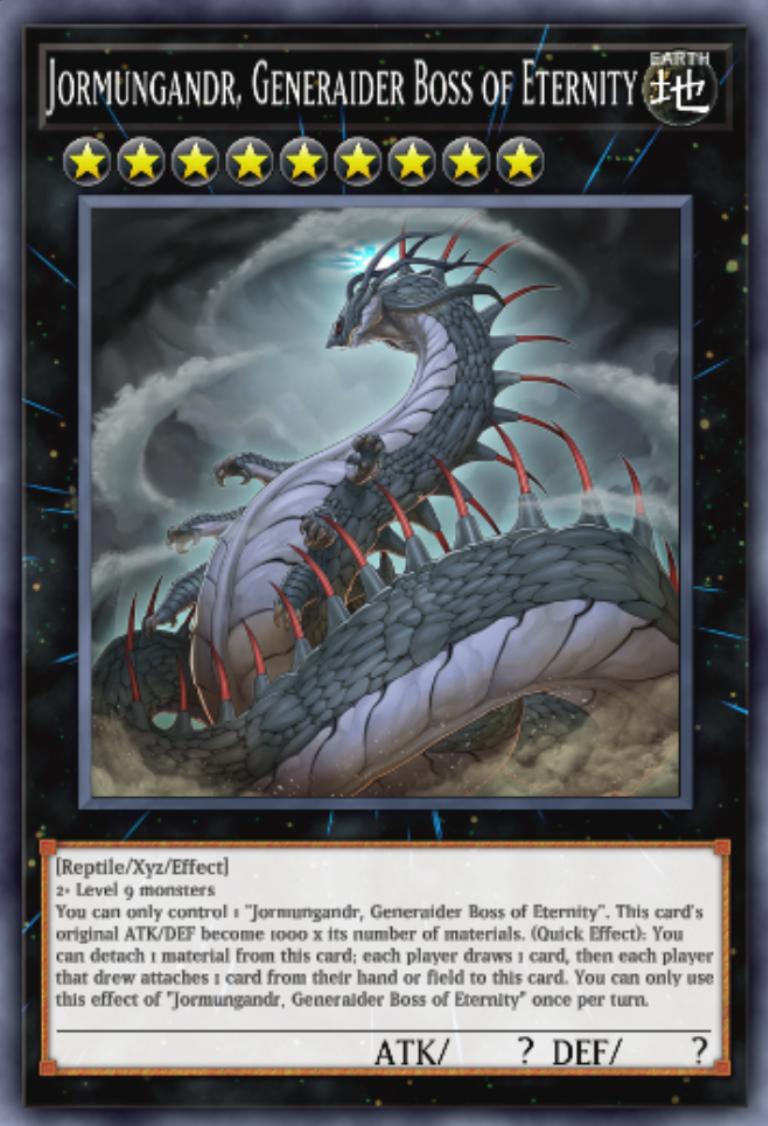 JORMUNGANDR, GENERAIDER BOSS OF ETERNITY
EARTH
地
[Reptile/Xyz/Effect]
2+ Level 9 monsters
You can only control 1 "Jormungandr, Generaider Boss of Eternity". This card's
original ATK/DEF become 1000 x its number of materials. (Quick Effect): You
can detach 1 material from this card; each player draws 1 card, then each player
that drew attaches 1 card from their hand or field to this card. You can only use
this effect of "Jormungandr, Generaider Boss of Eternity" once per turn.
ATK/ ? DEF/ ?